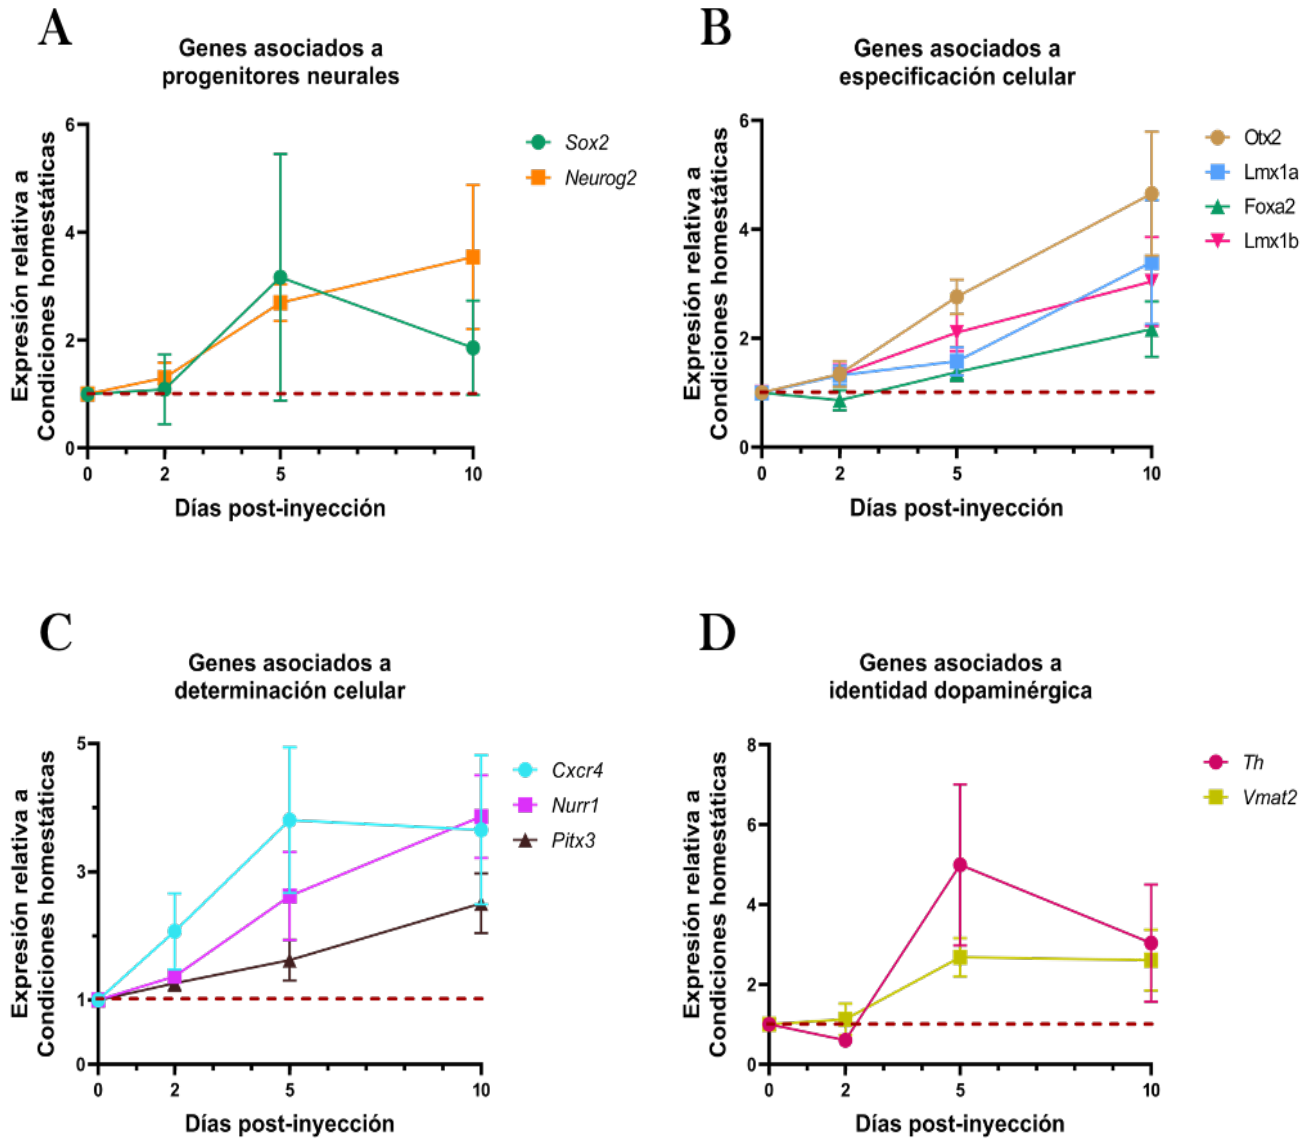 A
Genes asociados a
progenitores neurales
Expresión relativa a
Condiciones homestáticas
6
4
2
0
0 2 5 10
Días post-inyección
Sox2
Neurog2
B
Genes asociados a
especificación celular
Expresión relativa a
Condiciones homestáticas
6
4
2
0
0 2 5 10
Días post-inyección
Otx2
Lmx1a
Foxa2
Lmx1b
C
Genes asociados a
determinación celular
Expresión relativa a
Condiciones homestáticas
5
3
1
0
0 2 5 10
Días post-inyección
Cxcr4
Nurr1
Pitx3
D
Genes asociados a
identidad dopaminérgica
Expresión relativa a
Condiciones homestáticas
8
6
4
2
0
0 2 5 10
Días post-inyección
Th
Vmat2